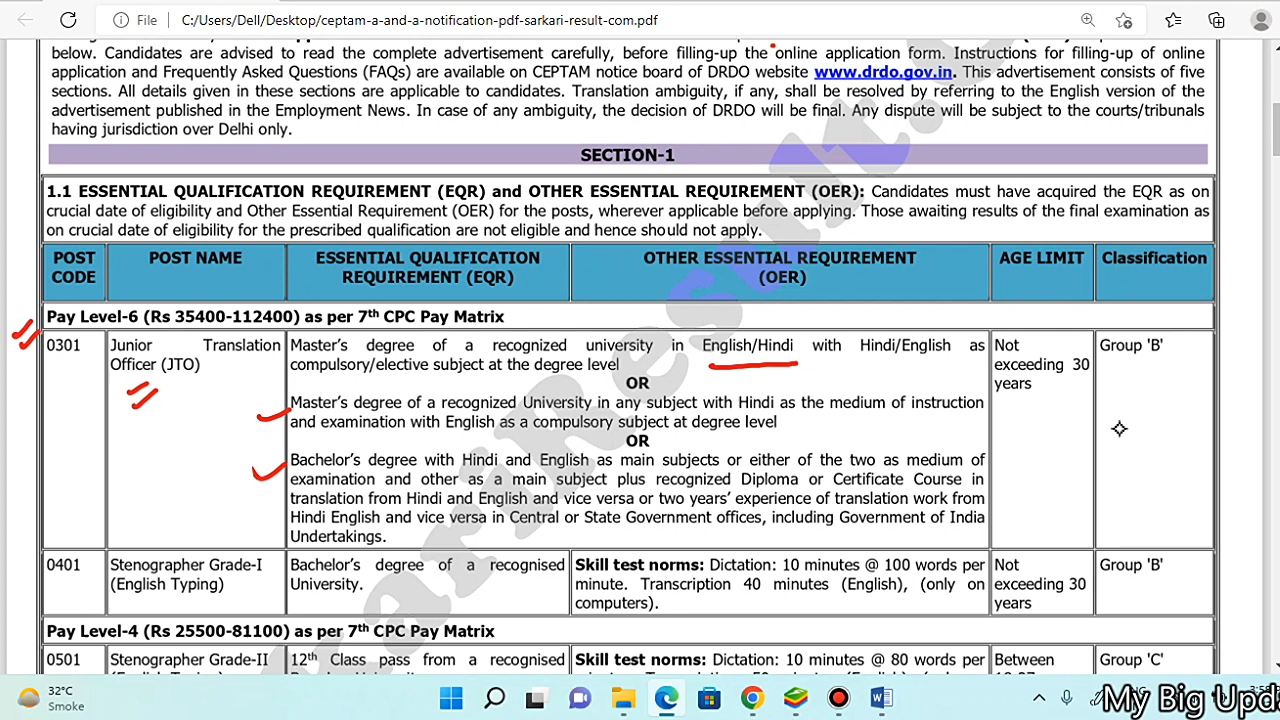 File C:/Users/Dell/Desktop/ceptam-a-and-a-notification-pdf-sarkari-result-com.pdf
below. Candidates are advised to read the complete advertisement carefully, before filling-up the online application form. Instructions for filling-up of online
application and Frequently Asked Questions (FAQs) are available on CEPTAM notice board of DRDO website www.drdo.gov.in. This advertisement consists of five
sections. All details given in these sections are applicable to candidates. Translation ambiguity, if any, shall be resolved by referring to the English version of the
advertisement published in the Employment News. In case of any ambiguity, the decision of DRDO will be final. Any dispute will be subject to the courts/tribunals
having jurisdiction over Delhi only.
SECTION-1
1.1 ESSENTIAL QUALIFICATION REQUIREMENT (EQR) and OTHER ESSENTIAL REQUIREMENT (OER): Candidates must have acquired the EQR as on
crucial date of eligibility and Other Essential Requirement (OER) for the posts, wherever applicable before applying. Those awaiting results of the final examination as
on crucial date of eligibility for the prescribed qualification are not eligible and hence should not apply.
POST CODE
POST NAME
ESSENTIAL QUALIFICATION
REQUIREMENT (EQR)
OTHER ESSENTIAL REQUIREMENT
(OER)
AGE LIMIT
Classification
Pay Level-6 (Rs 35400-112400) as per 7th CPC Pay Matrix
0301
Junior Translation
Officer (JTO)
Master's degree of a recognized university in English/Hindi with Hindi/English as
compulsory/elective subject at the degree level
OR
Master's degree of a recognized University in any subject with Hindi as the medium of instruction
and examination with English as a compulsory subject at degree level
OR
Bachelor's degree with Hindi and English as main subjects or either of the two as medium of
examination and other as a main subject plus recognized Diploma or Certificate Course in
translation from Hindi and English and vice versa or two years' experience of translation work from
Hindi English and vice versa in Central or State Government offices, including Government of India
Undertakings.
Not
exceeding 30
years
Group 'B'
0401
Stenographer Grade-I
(English Typing)
Bachelor's degree of a recognised
University.
Skill test norms: Dictation: 10 minutes @ 100 words per
minute. Transcription 40 minutes (English), (only on
computers).
Not
exceeding 30
years
Group 'B'
Pay Level-4 (Rs 25500-81100) as per 7th CPC Pay Matrix
0501
Stenographer Grade-II
12th Class pass from a recognised
Skill test norms: Dictation: 10 minutes @ 80 words per
Between
Group 'C'
32°C
Smoke
My Big Upda